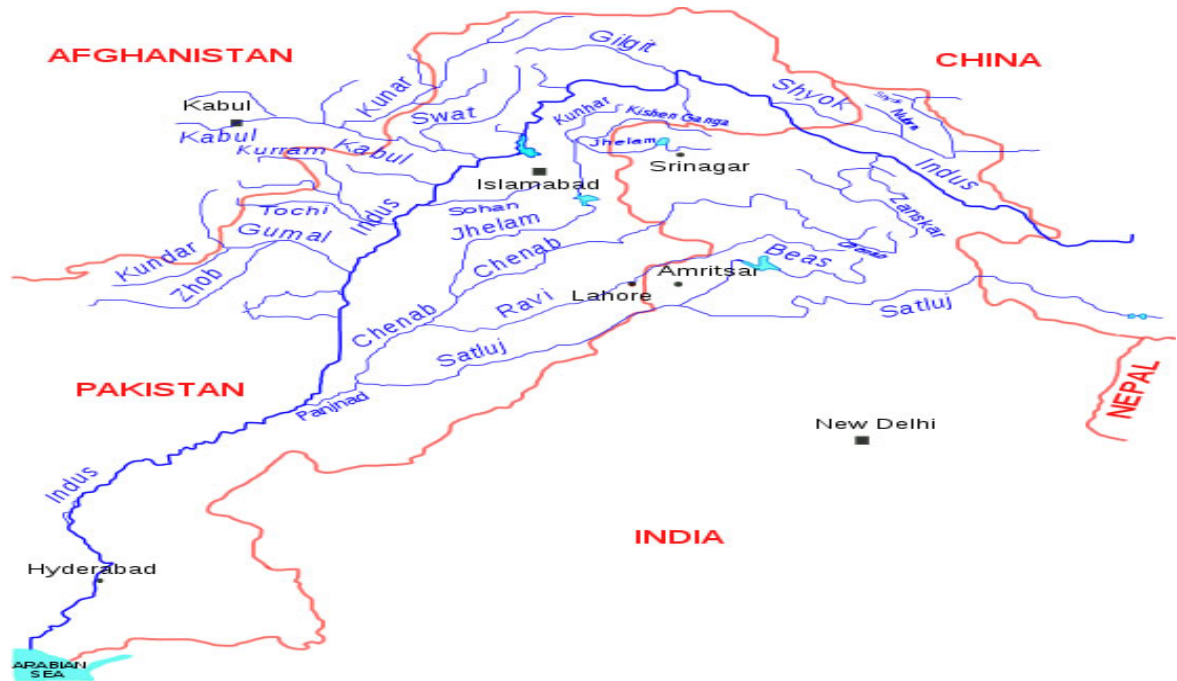 AFGHANISTAN
Gilgit
CHINA
Kunar
Shyok
Kabul
Swat
Kunhar
Kishen Ganga
Nubra
Kabul
Kabul
Kurram
Jhelam
Srinagar
Indus
Islamabad
Zanskar
Tochi
Indus
Sohan
Gumal
Jhelam
Kundar
Chenab
Beas
Zhob
Amritsar
Lahore
Ravi
Chenab
Satluj
Satluj
PAKISTAN
Panjnad
NEPAL
New Delhi
Indus
INDIA
Hyderabad
ARABIAN
SEA